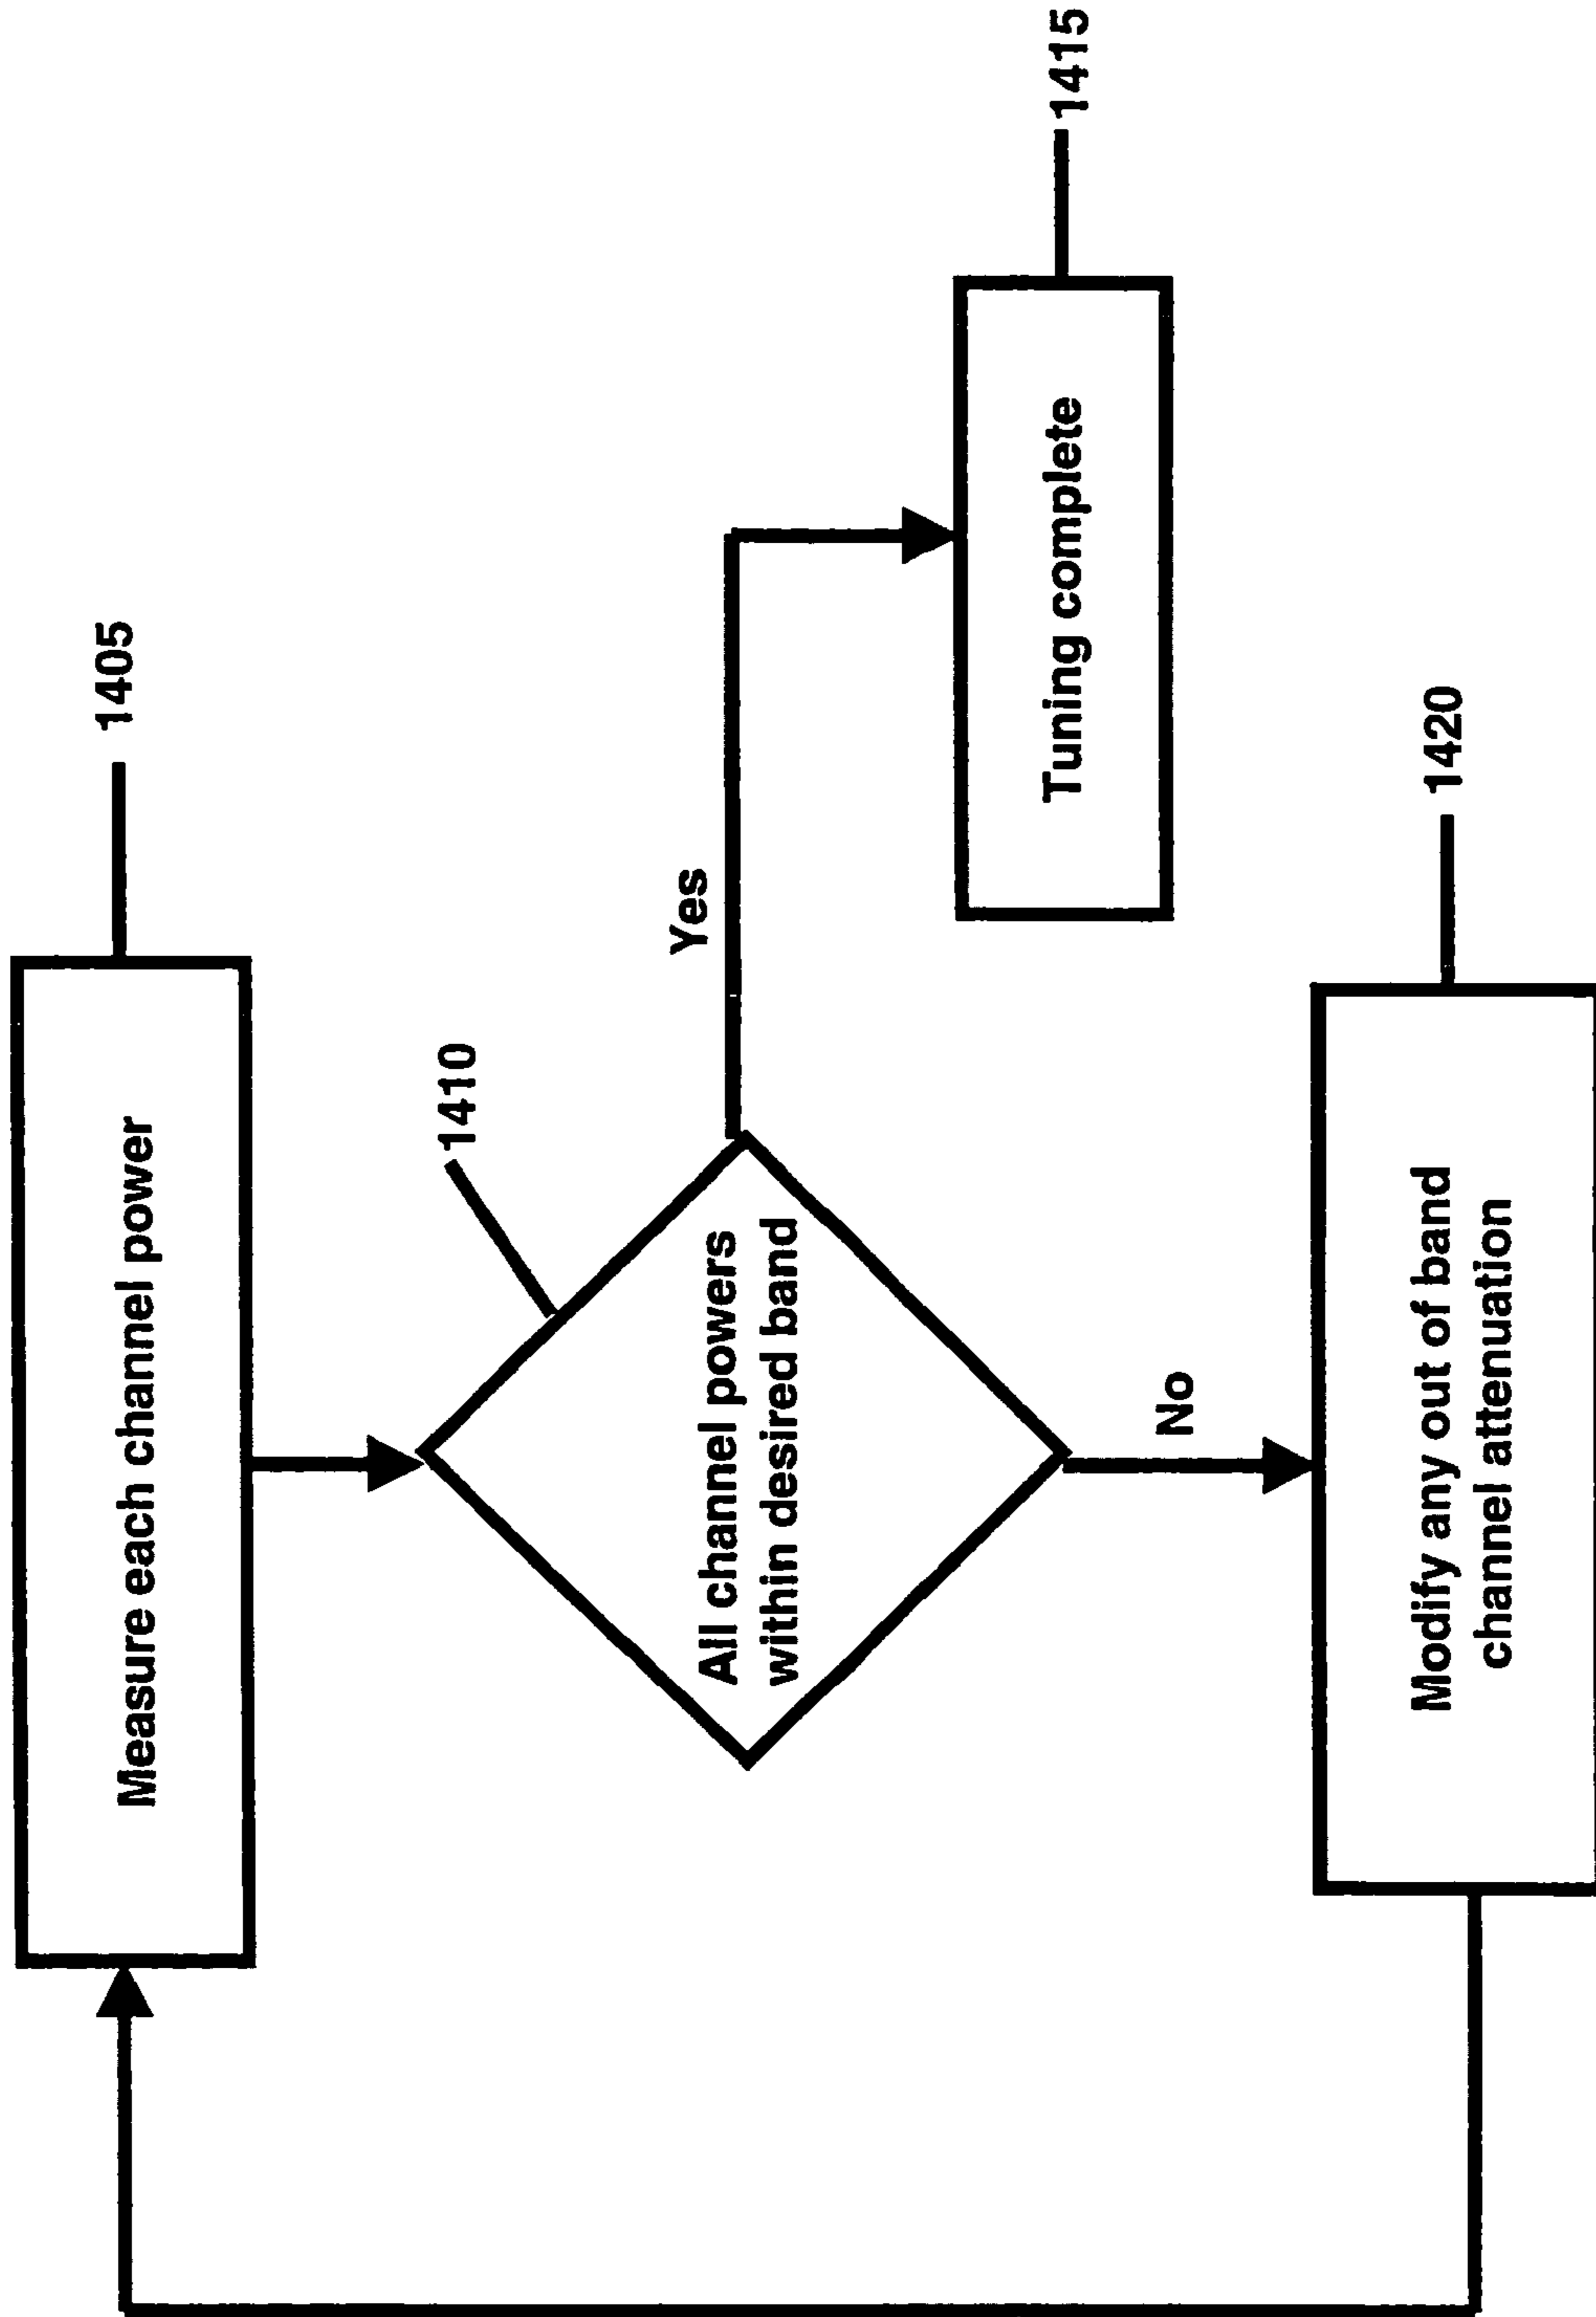 Measure each channel power
1405
1410
All channel powers
within desired band
Yes
Tuning complete
1415
No
Modify any out of band
channel attenuation
1420